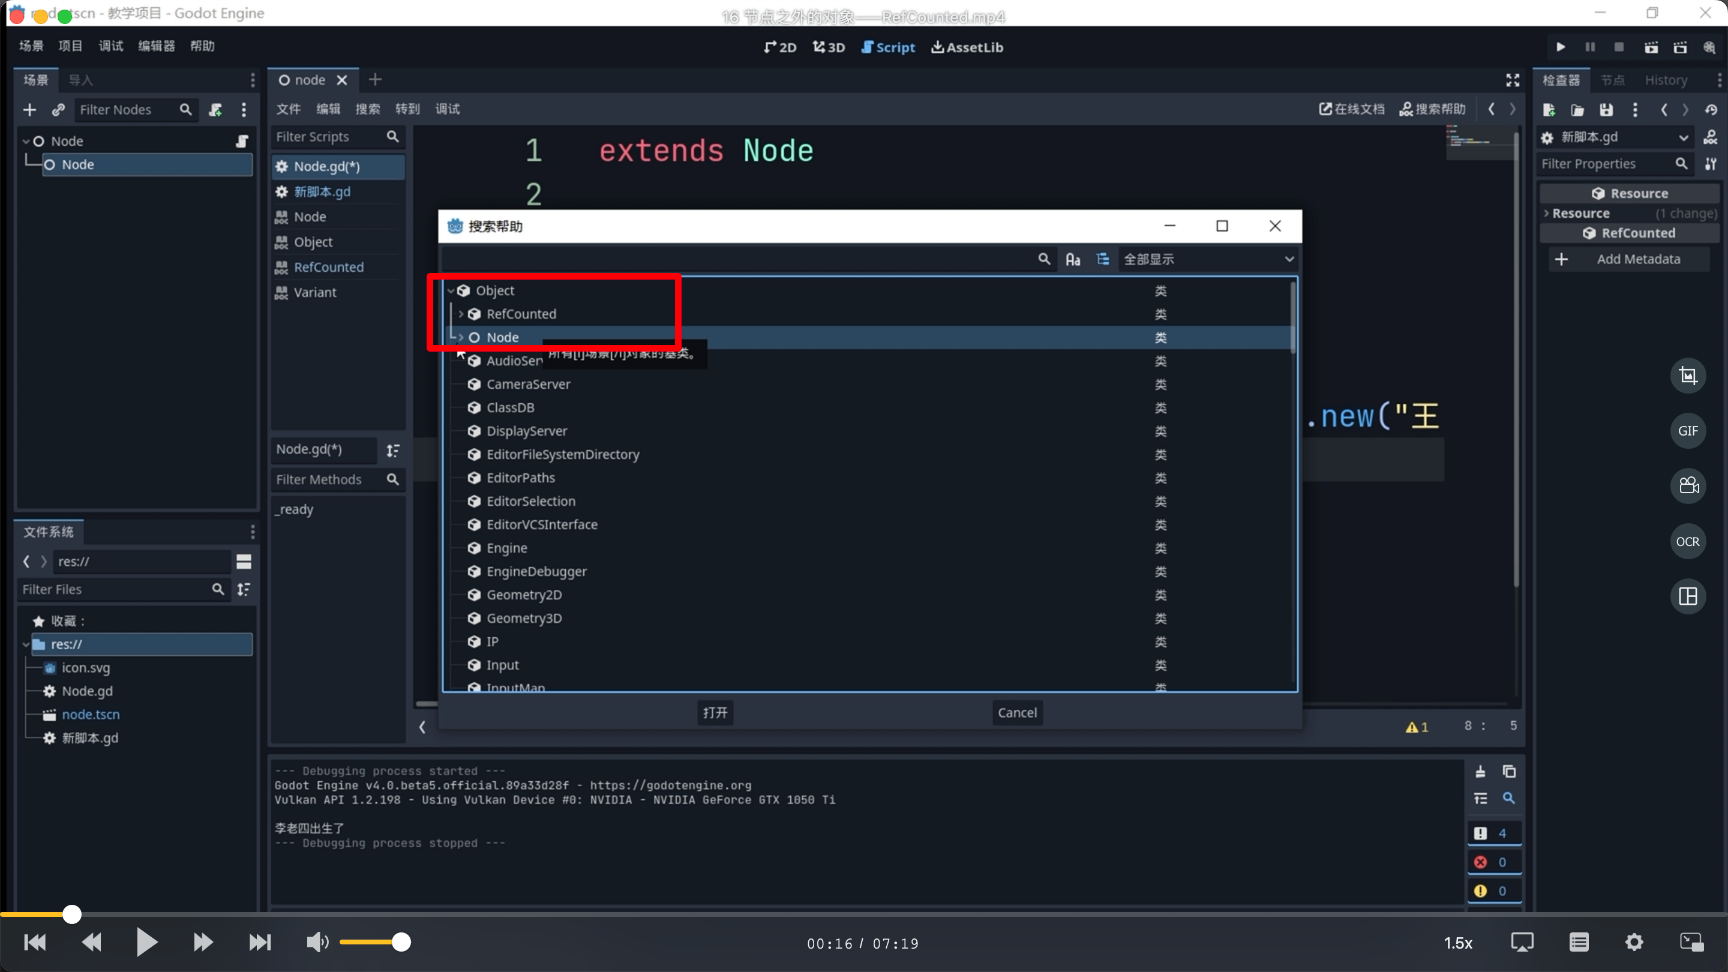 node.tscn - 教学项目 - Godot Engine
16 节点之外的对象——RefCounted.mp4
场景 项目 调试 编辑器 帮助
2D 3D Script AssetLib
场景 导入
node
检查器 节点 History
Filter Nodes
文件 编辑 搜索 转到 调试
在线文档 搜索帮助
Filter Scripts
新脚本.gd
Filter Properties
Node
Node
Node.gd(*)
新脚本.gd
Node
Object
RefCounted
Variant
1 extends Node
2
Resource
Resource (1 change)
RefCounted
Add Metadata
搜索帮助
Aa 全部显示
Object 类
RefCounted 类
Node 类
所有[i]场景[/i]对象的基类。
AudioServ 类
CameraServer 类
ClassDB 类
DisplayServer 类
EditorFileSystemDirectory 类
EditorPaths 类
EditorSelection 类
EditorVCSInterface 类
Engine 类
EngineDebugger 类
Geometry2D 类
Geometry3D 类
IP 类
Input 类
InputMap 类
打开 Cancel
.new("王
Node.gd(*)
Filter Methods
_ready
1 8 : 5
文件系统
res://
Filter Files
收藏：
res://
icon.svg
Node.gd
node.tscn
新脚本.gd
--- Debugging process started ---
Godot Engine v4.0.beta5.official.89a33d28f - https://godotengine.org
Vulkan API 1.2.198 - Using Vulkan Device #0: NVIDIA - NVIDIA GeForce GTX 1050 Ti
李老四出生了
--- Debugging process stopped ---
4
0
0
GIF
OCR
00:16 / 07:19
1.5x